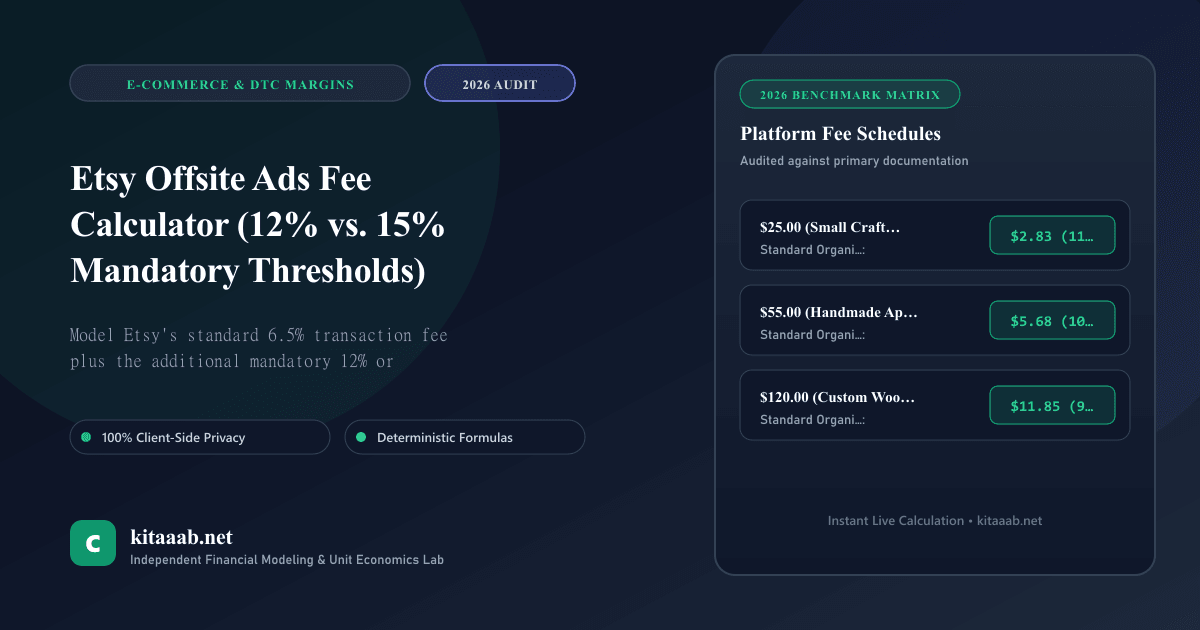 E-COMMERCE & DTC MARGINS
2026 AUDIT
Etsy Offsite Ads Fee
Calculator (12% vs. 15%
Mandatory Thresholds)
Model Etsy's standard 6.5% transaction fee
plus the additional mandatory 12% or
100% Client-Side Privacy
Deterministic Formulas
C
kitaaab.net
Independent Financial Modeling & Unit Economics Lab
2026 BENCHMARK MATRIX
Platform Fee Schedules
Audited against primary documentation
$25.00 (Small Craft…
Standard Organi…:
$2.83 (11…
$55.00 (Handmade Ap…
Standard Organi…:
$5.68 (10…
$120.00 (Custom Woo…
Standard Organi…:
$11.85 (9…
Instant Live Calculation • kitaaab.net